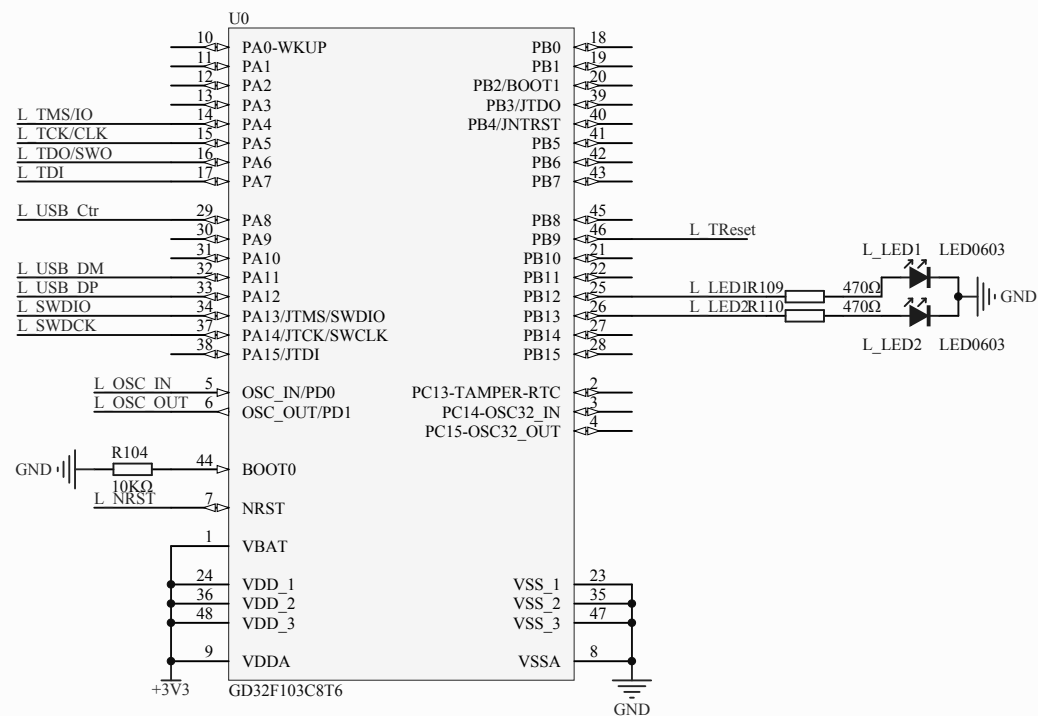 U0
10 PA0-WKUP PB0 18
11 PA1 PB1 19
12 PA2 PB2/BOOT1 20
13 PA3 PB3/JTDO 39
L_TMS/IO 14 PA4 PB4/JNTRST 40
L_TCK/CLK 15 PA5 PB5 41
L_TDO/SWO 16 PA6 PB6 42
L_TDI 17 PA7 PB7 43
L_USB_Ctr 29 PA8 PB8 45
30 PA9 PB9 46 L_TReset
31 PA10 PB10 21
L_LED1 LED0603
L_USB_DM 32 PA11 PB11 22
L_USB_DP 33 PA12 PB12 25 L_LED1 R109 470Ω GND
L_SWDIO 34 PA13/JTMS/SWDIO PB13 26 L_LED2 R110 470Ω
L_SWDCK 37 PA14/JTCK/SWCLK PB14 27
L_LED2 LED0603
38 PA15/JTDI PB15 28
L_OSC_IN 5 OSC_IN/PD0 PC13-TAMPER-RTC 2
L_OSC_OUT 6 OSC_OUT/PD1 PC14-OSC32_IN 3
PC15-OSC32_OUT 4
R104
GND 44 BOOT0
10KΩ
L_NRST 7 NRST
1 VBAT
24 VDD_1 VSS_1 23
36 VDD_2 VSS_2 35
48 VDD_3 VSS_3 47
9 VDDA VSSA 8
+3V3 GD32F103C8T6
GND